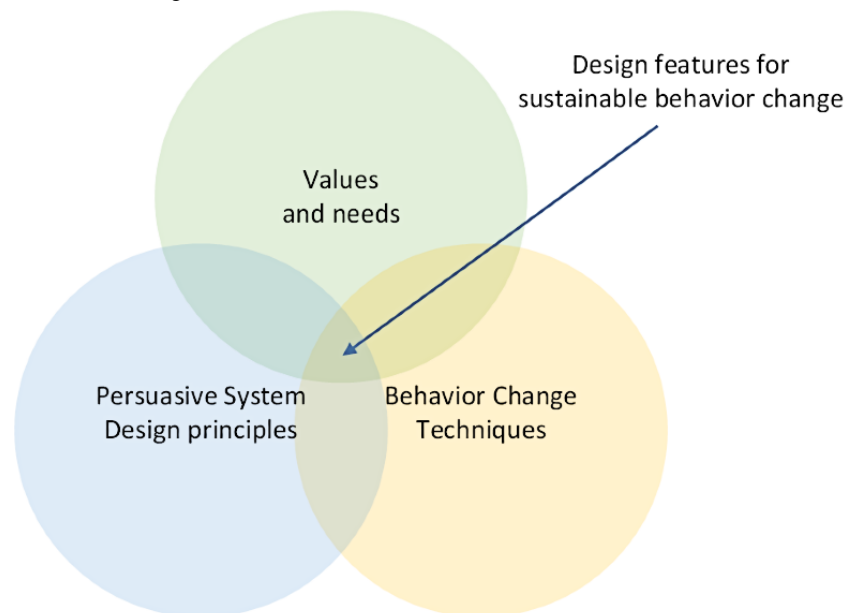 Design features for
sustainable behavior change
Values
and needs
Persuasive System
Design principles
Behavior Change
Techniques